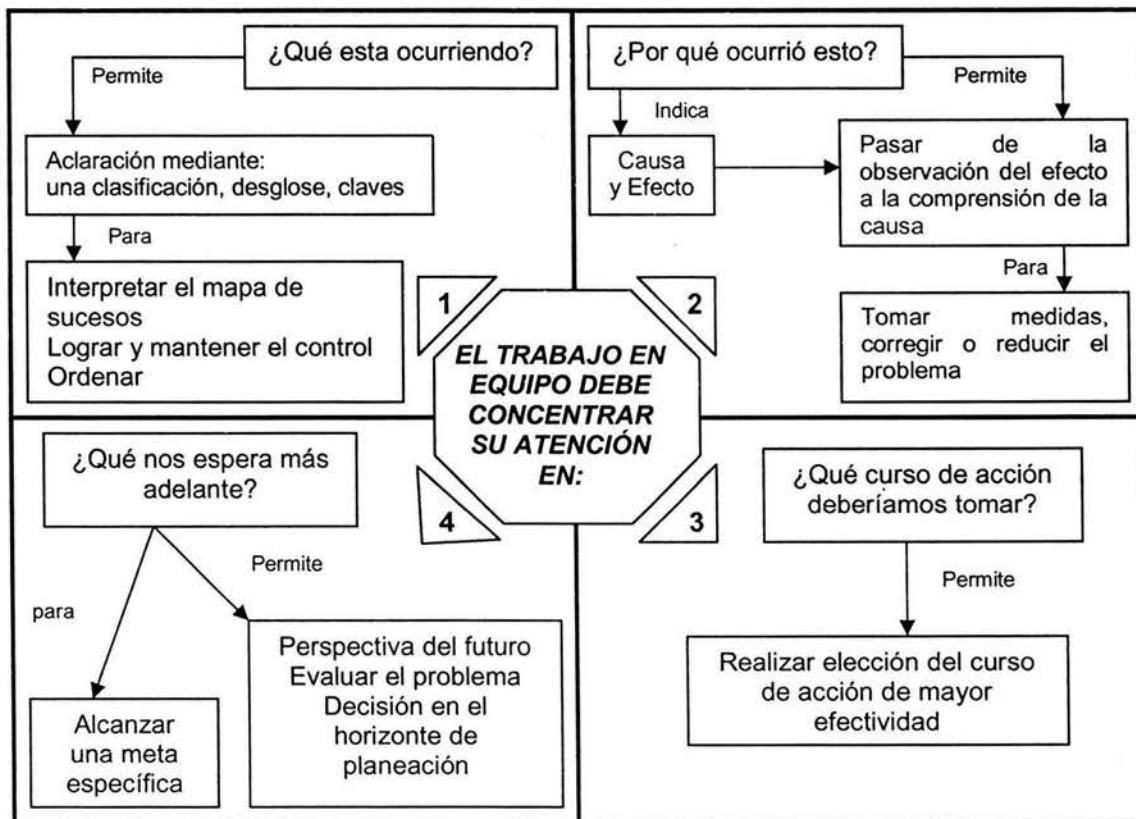 ¿Qué esta ocurriendo?
Permite
Aclaración mediante:
una clasificación, desglose, claves
Para
Interpretar el mapa de
sucesos
Lograr y mantener el control
Ordenar
1
¿Por qué ocurrió esto?
Permite
Indica
Causa
y Efecto
Pasar de la
observación del efecto
a la comprensión de la
causa
Para
Tomar medidas,
corregir o reducir el
problema
2
EL TRABAJO EN
EQUIPO DEBE
CONCENTRAR
SU ATENCIÓN
EN:
¿Qué nos espera más
adelante?
4
Permite
para
Perspectiva del futuro
Evaluar el problema
Decisión en el
horizonte de
planeación
Alcanzar
una meta
específica
3
¿Qué curso de acción
deberíamos tomar?
Permite
Realizar elección del curso
de acción de mayor
efectividad